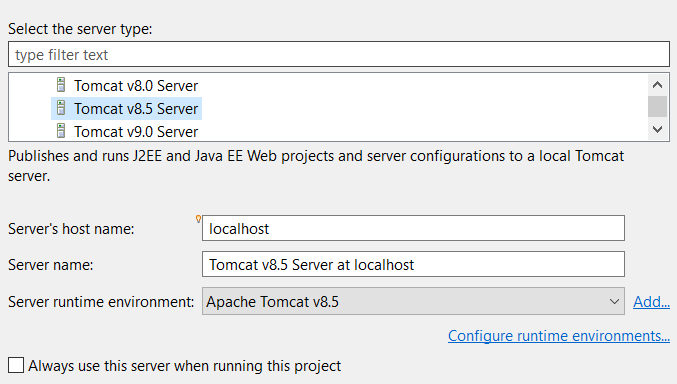 Select the server type:
type filter text
Tomcat v8.0 Server
Tomcat v8.5 Server
Tomcat v9.0 Server
Publishes and runs J2EE and Java EE Web projects and server configurations to a local Tomcat
server.
Server's host name: localhost
Server name: Tomcat v8.5 Server at localhost
Server runtime environment: Apache Tomcat v8.5 Add...
Configure runtime environments...
Always use this server when running this project